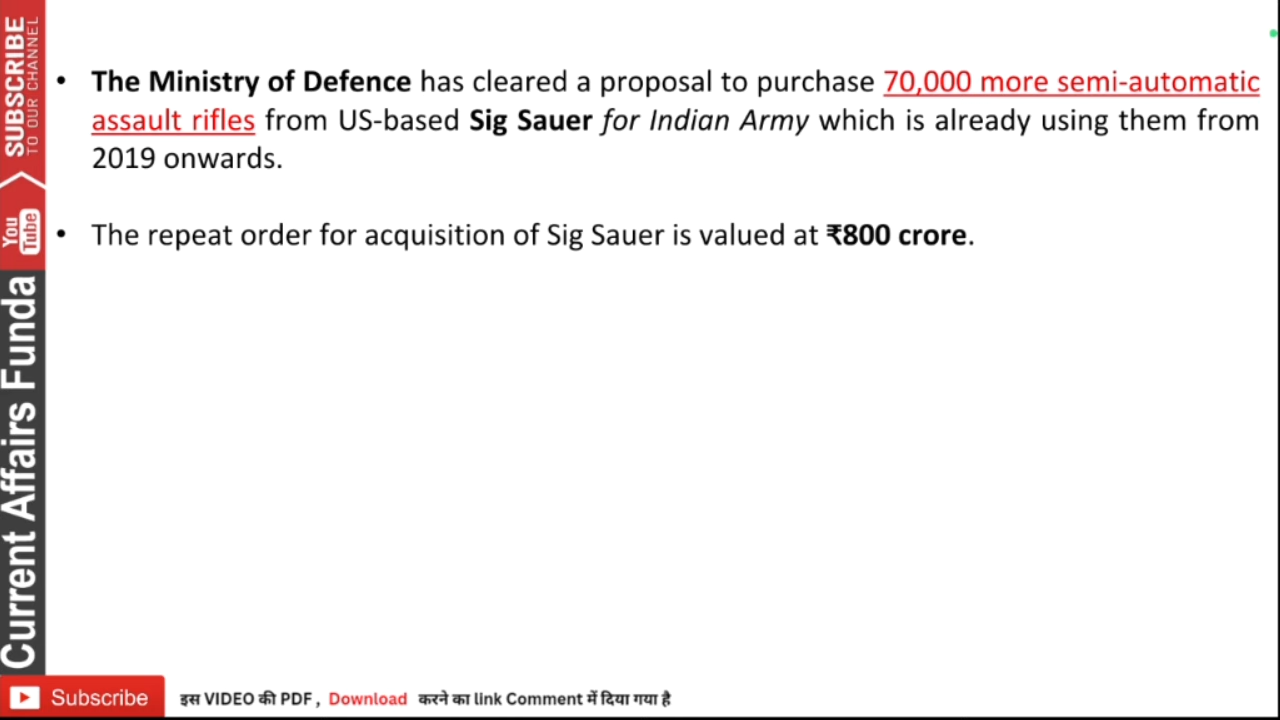 SUBSCRIBE
TO OUR CHANNEL
You
Tube
Current Affairs Funda
• The Ministry of Defence has cleared a proposal to purchase 70,000 more semi-automatic
assault rifles from US-based Sig Sauer for Indian Army which is already using them from
2019 onwards.
• The repeat order for acquisition of Sig Sauer is valued at ₹800 crore.
Subscribe
इस VIDEO की PDF , Download करने का link Comment में दिया गया है